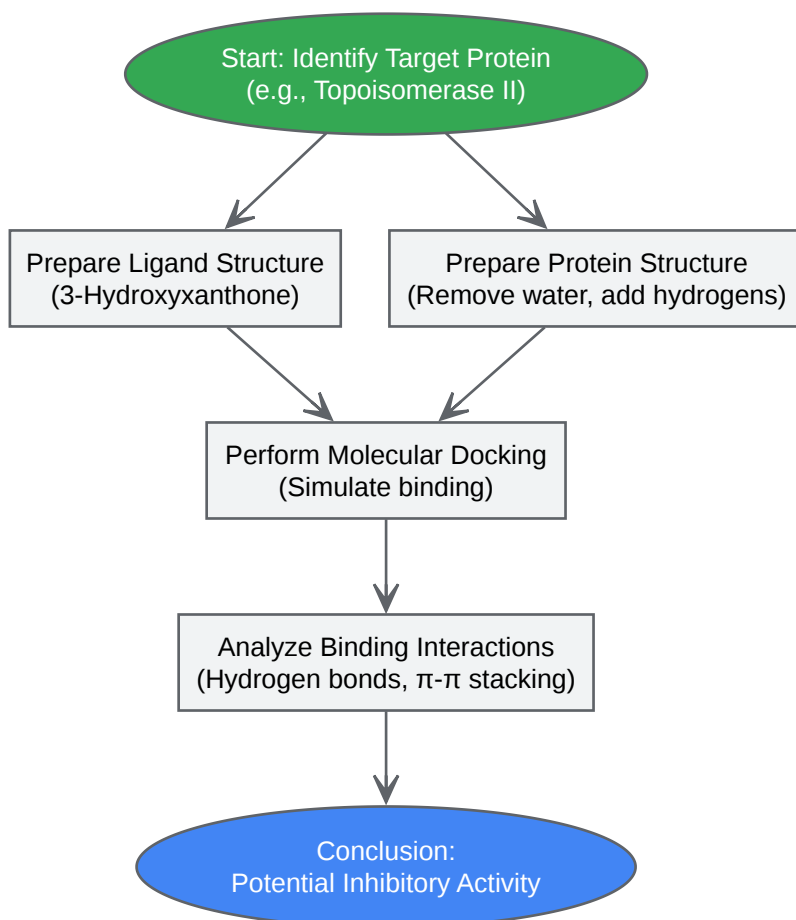 Start: Identify Target Protein
(e.g., Topoisomerase II)
Prepare Ligand Structure
(3-Hydroxyxanthone)
Prepare Protein Structure
(Remove water, add hydrogens)
Perform Molecular Docking
(Simulate binding)
Analyze Binding Interactions
(Hydrogen bonds, π-π stacking)
Conclusion:
Potential Inhibitory Activity